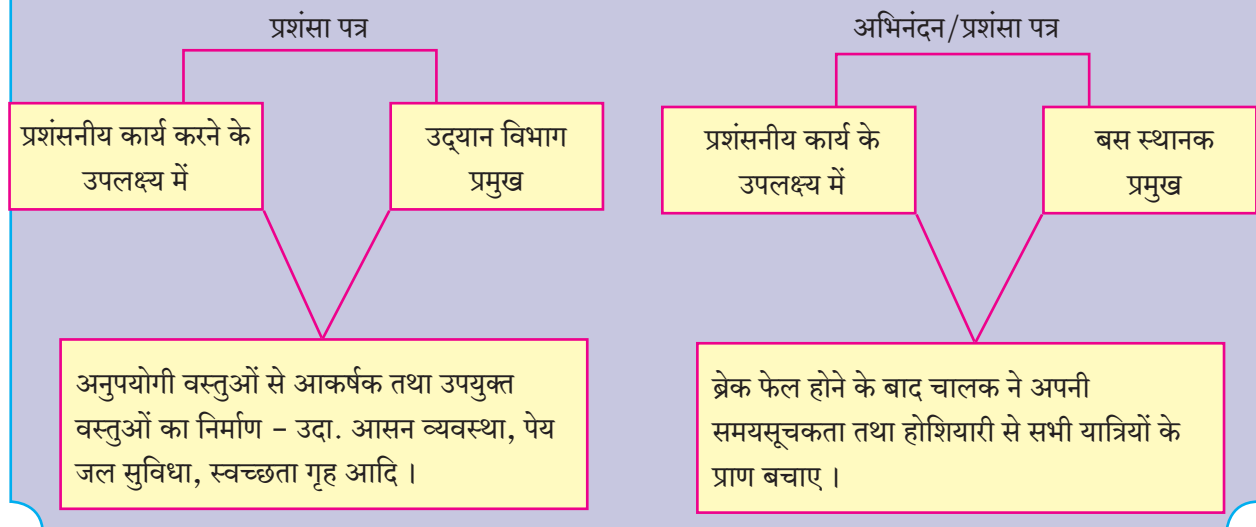 प्रशंसा पत्र
प्रशंसनीय कार्य करने के
उपलक्ष्य में
उद्‌यान विभाग
प्रमुख
अनुपयोगी वस्तुओं से आकर्षक तथा उपयुक्त
वस्तुओं का निर्माण – उदा. आसन व्यवस्था, पेय
जल सुविधा, स्वच्छता गृह आदि ।
अभिनंदन/प्रशंसा पत्र
प्रशंसनीय कार्य के
उपलक्ष्य में
बस स्थानक
प्रमुख
ब्रेक फेल होने के बाद चालक ने अपनी
समयसूचकता तथा होशियारी से सभी यात्रियों के
प्राण बचाए ।